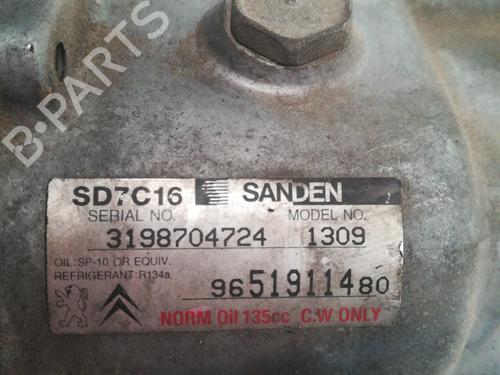 B-PARTS
SD7C16 SANDEN
SERIAL NO. MODEL NO.
3198704724 1309
OIL: SP-10 OR EQUIV.
REFRIGERANT: R134a
9651911480
NORM Oil 135cc C.W ONLY